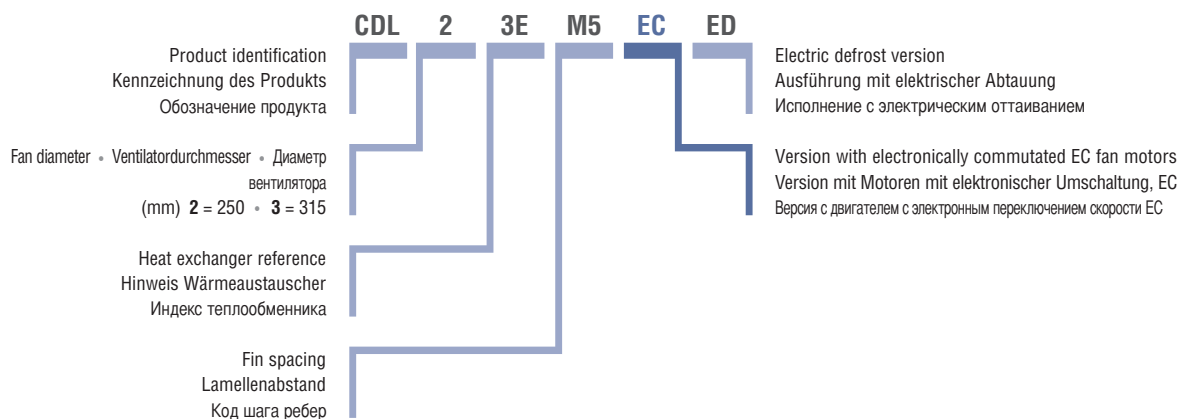 CDL 2 3E M5 EC ED
Product identification
Kennzeichnung des Produkts
Обозначение продукта
Fan diameter • Ventilatordurchmesser • Диаметр
вентилятора
(mm) 2 = 250 • 3 = 315
Heat exchanger reference
Hinweis Wärmeaustauscher
Индекс теплообменника
Fin spacing
Lamellenabstand
Код шага ребер
Electric defrost version
Ausführung mit elektrischer Abtauung
Исполнение с электрическим оттаиванием
Version with electronically commutated EC fan motors
Version mit Motoren mit elektronischer Umschaltung, EC
Версия с двигателем с электронным переключением скорости EC